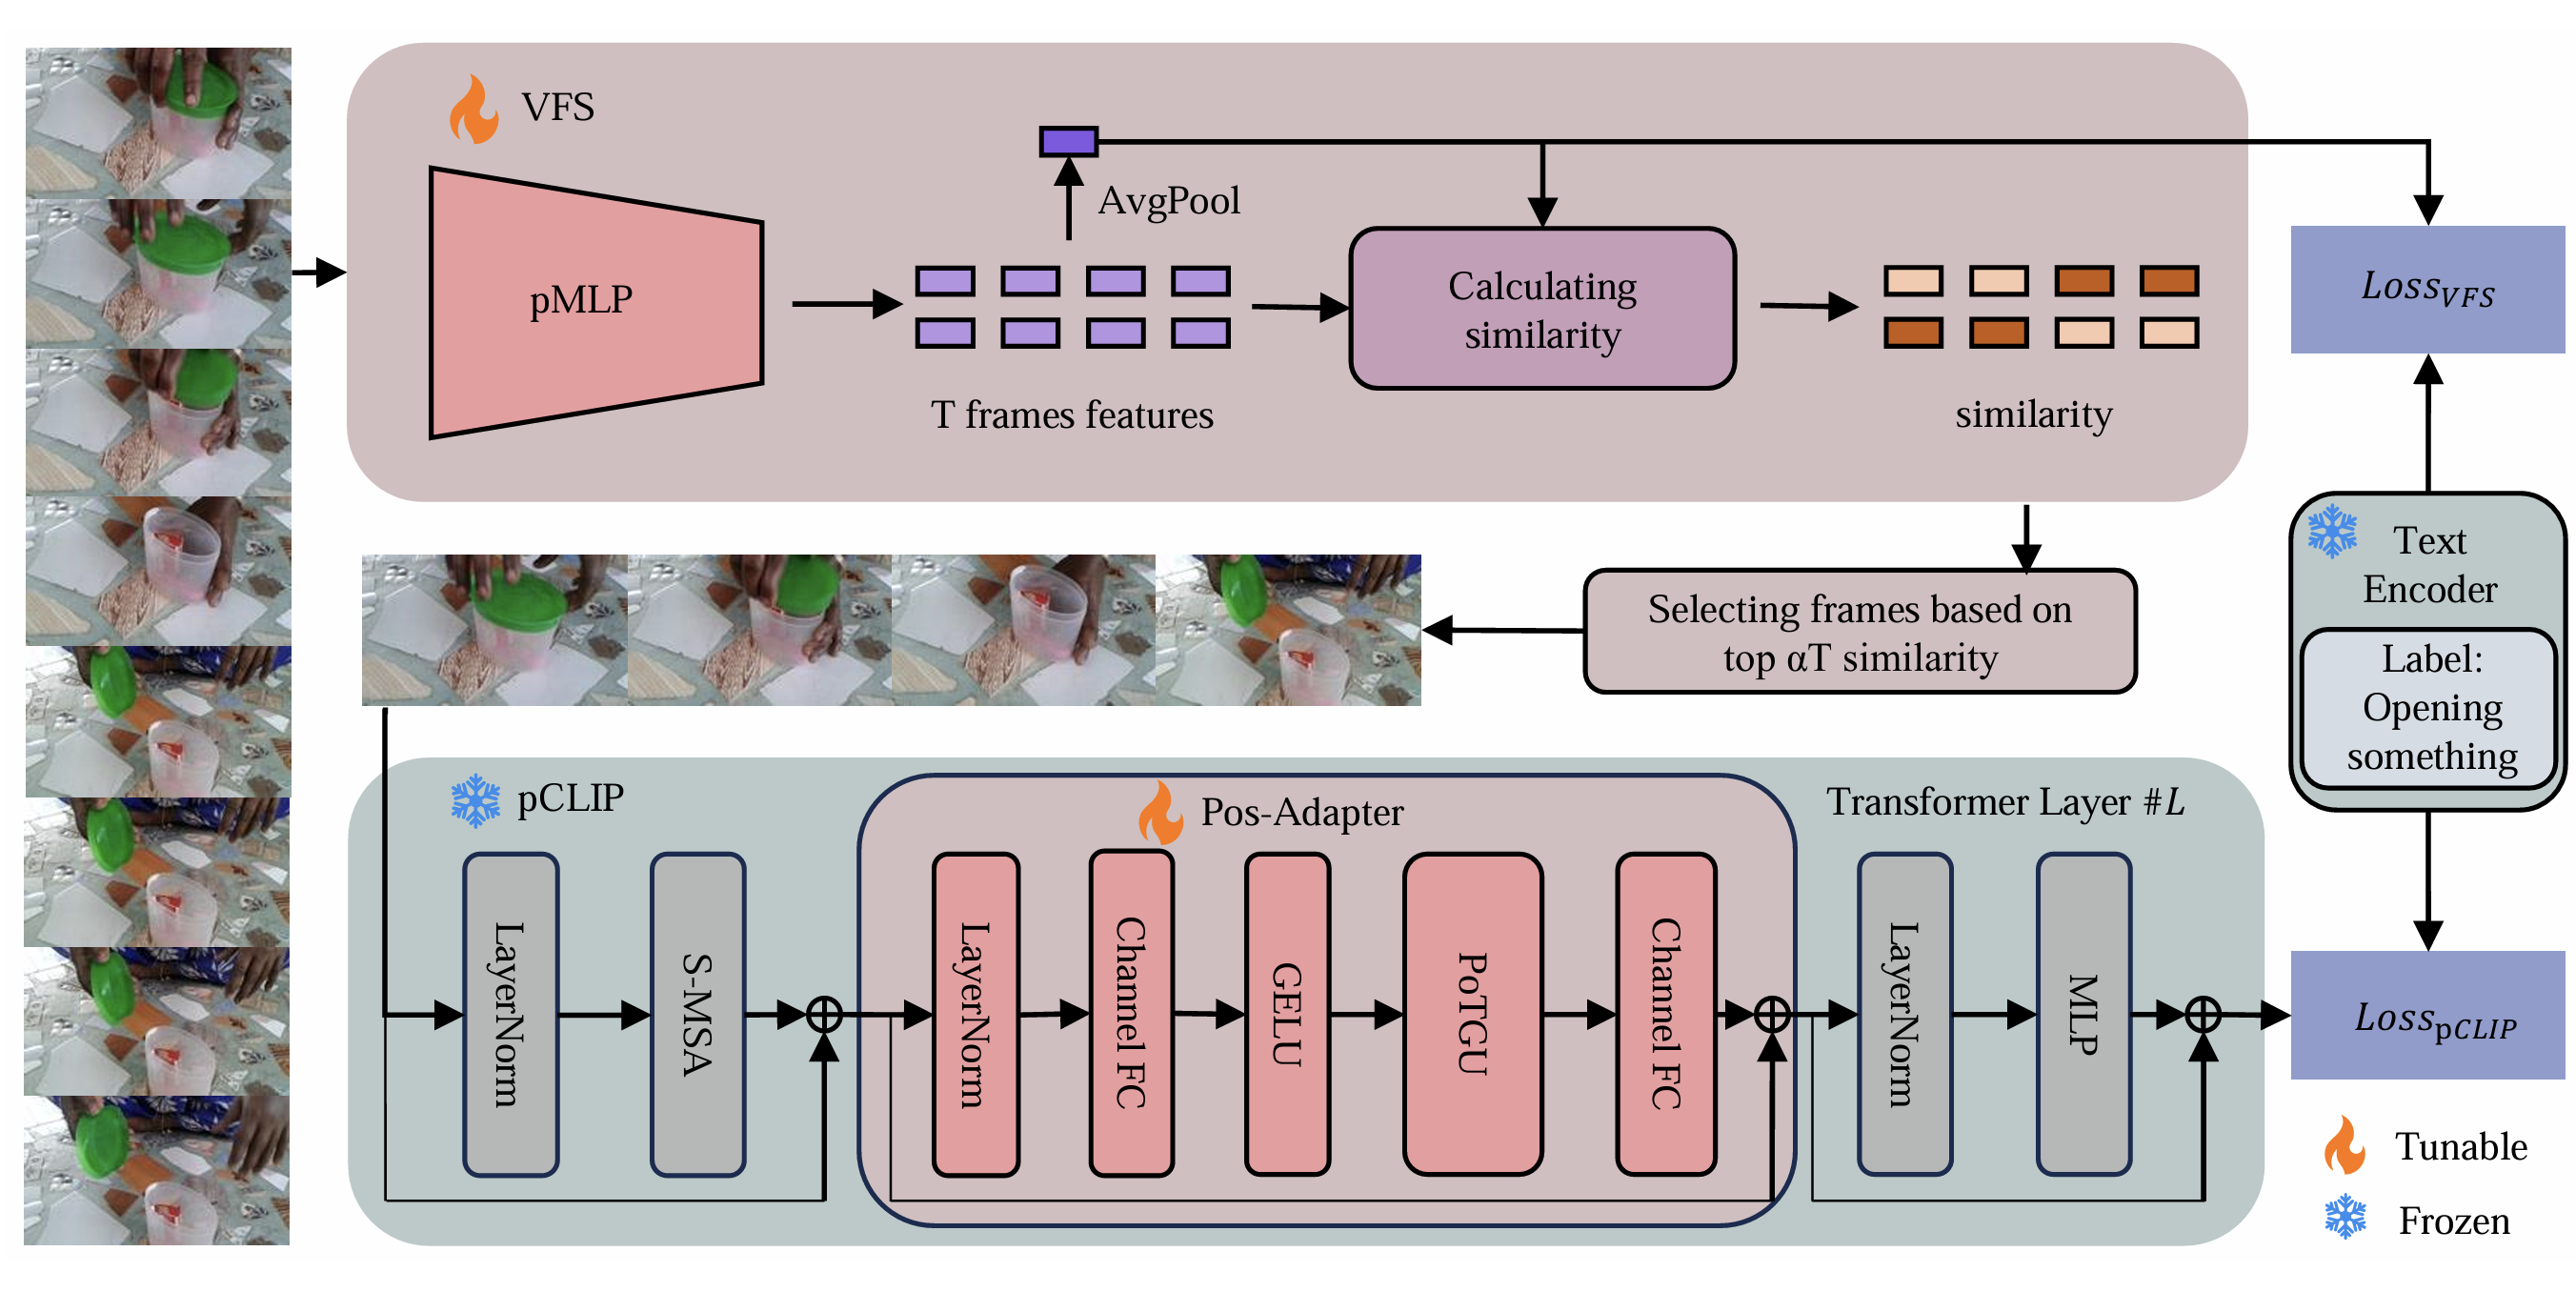 VFS
pMLP
AvgPool
T frames features
Calculating
similarity
similarity
Loss_{VFS}
Selecting frames based on
top αT similarity
Text
Encoder
Label:
Opening
something
pCLIP
Pos-Adapter
Transformer Layer #L
LayerNorm
S-MSA
LayerNorm
Channel FC
GELU
PoTGU
Channel FC
LayerNorm
MLP
Loss_{pCLIP}
Tunable
Frozen